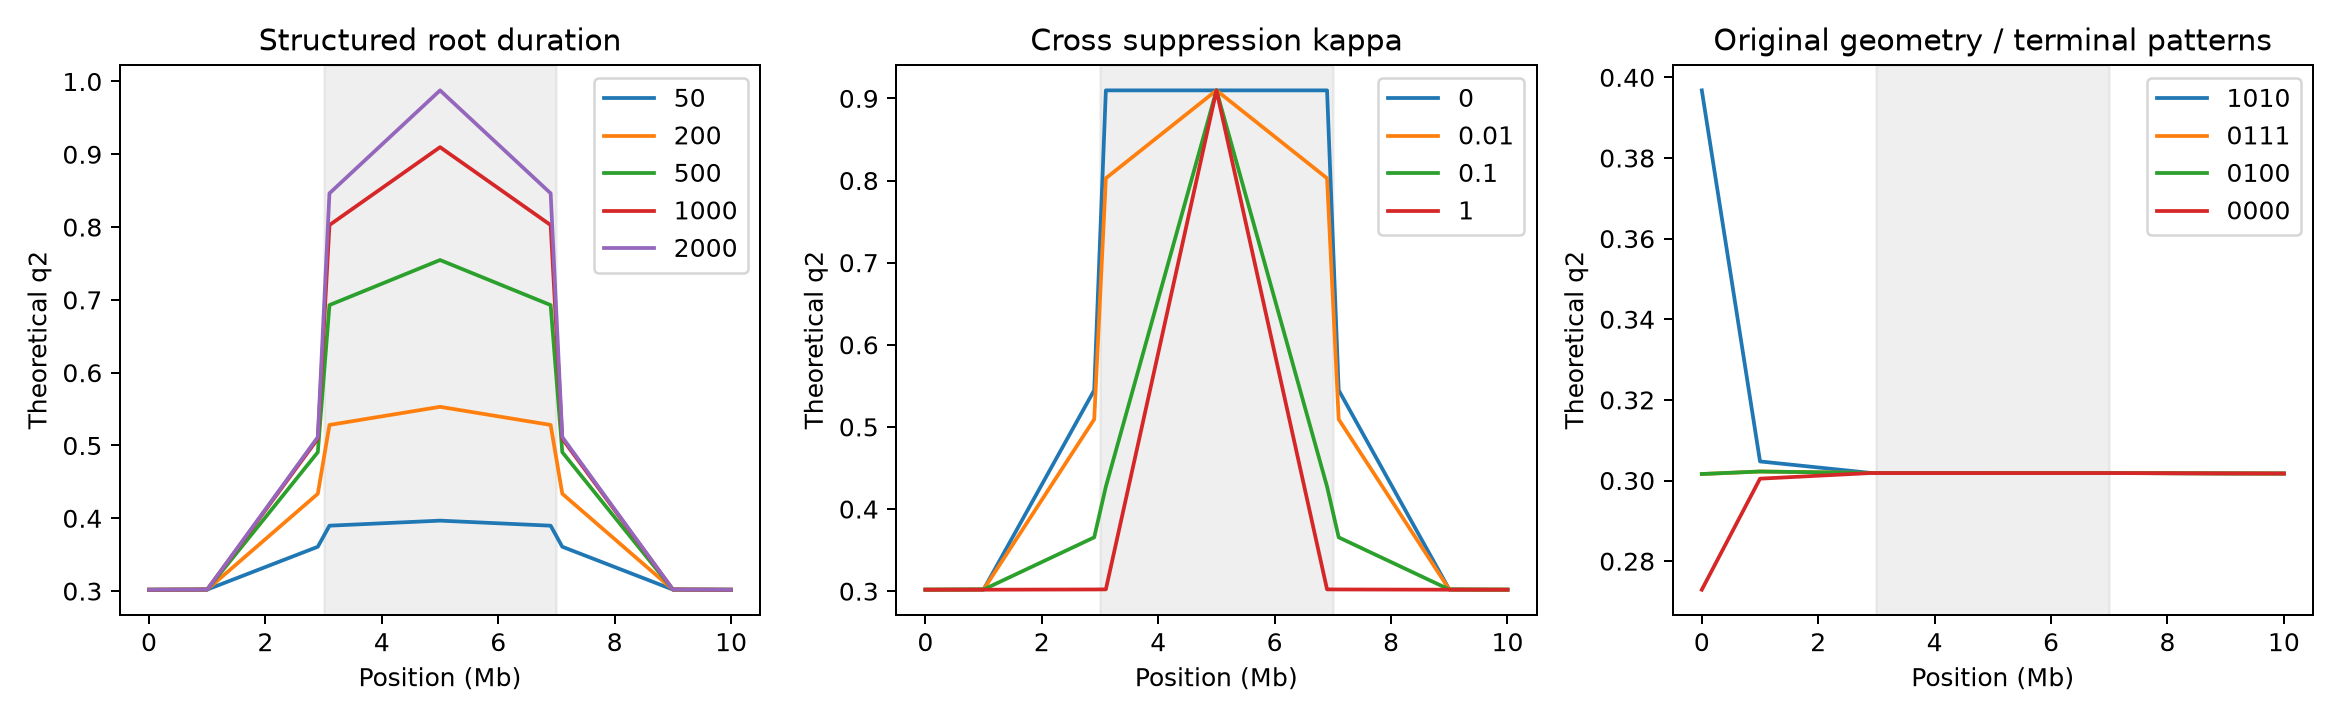 Structured root duration
1.0
0.9
0.8
0.7
0.6
0.5
0.4
0.3
Theoretical q2
0 2 4 6 8 10
Position (Mb)
50
200
500
1000
2000
Cross suppression kappa
0.9
0.8
0.7
0.6
0.5
0.4
0.3
Theoretical q2
0 2 4 6 8 10
Position (Mb)
0
0.01
0.1
1
Original geometry / terminal patterns
0.40
0.38
0.36
0.34
0.32
0.30
0.28
Theoretical q2
0 2 4 6 8 10
Position (Mb)
1010
0111
0100
0000